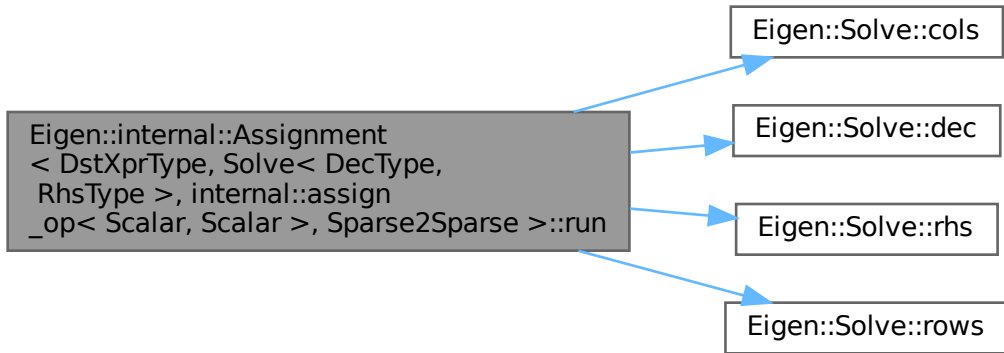 Eigen::internal::Assignment
< DstXprType, Solve< DecType,
RhsType >, internal::assign
_op< Scalar, Scalar >, Sparse2Sparse >::run
Eigen::Solve::cols
Eigen::Solve::dec
Eigen::Solve::rhs
Eigen::Solve::rows